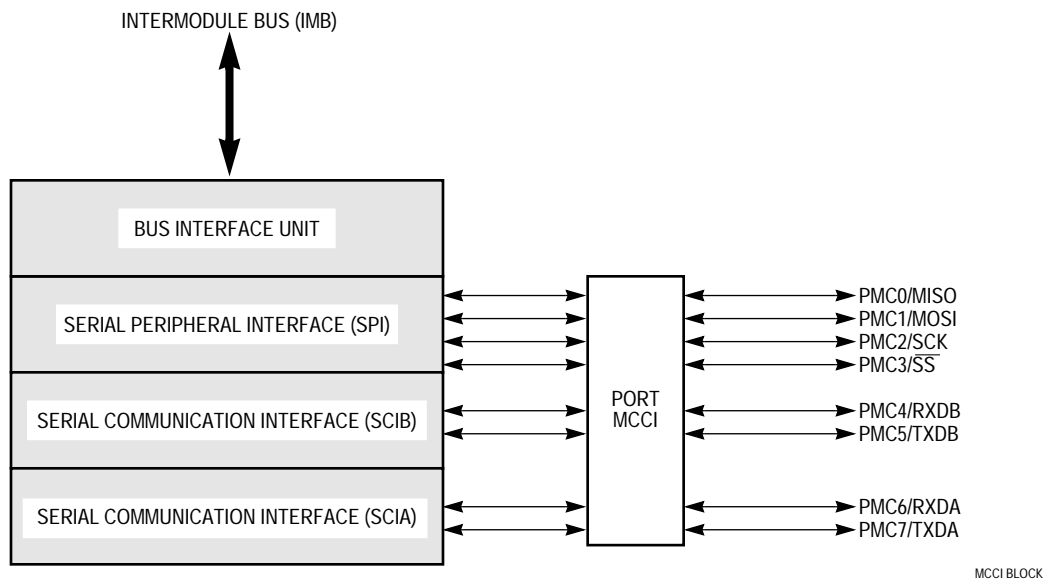 INTERMODULE BUS (IMB)
BUS INTERFACE UNIT
SERIAL PERIPHERAL INTERFACE (SPI)
SERIAL COMMUNICATION INTERFACE (SCIB)
SERIAL COMMUNICATION INTERFACE (SCIA)
PORT
MCCI
PMC0/MISO
PMC1/MOSI
PMC2/SCK
PMC3/S̅S̅
PMC4/RXDB
PMC5/TXDB
PMC6/RXDA
PMC7/TXDA
MCCI BLOCK